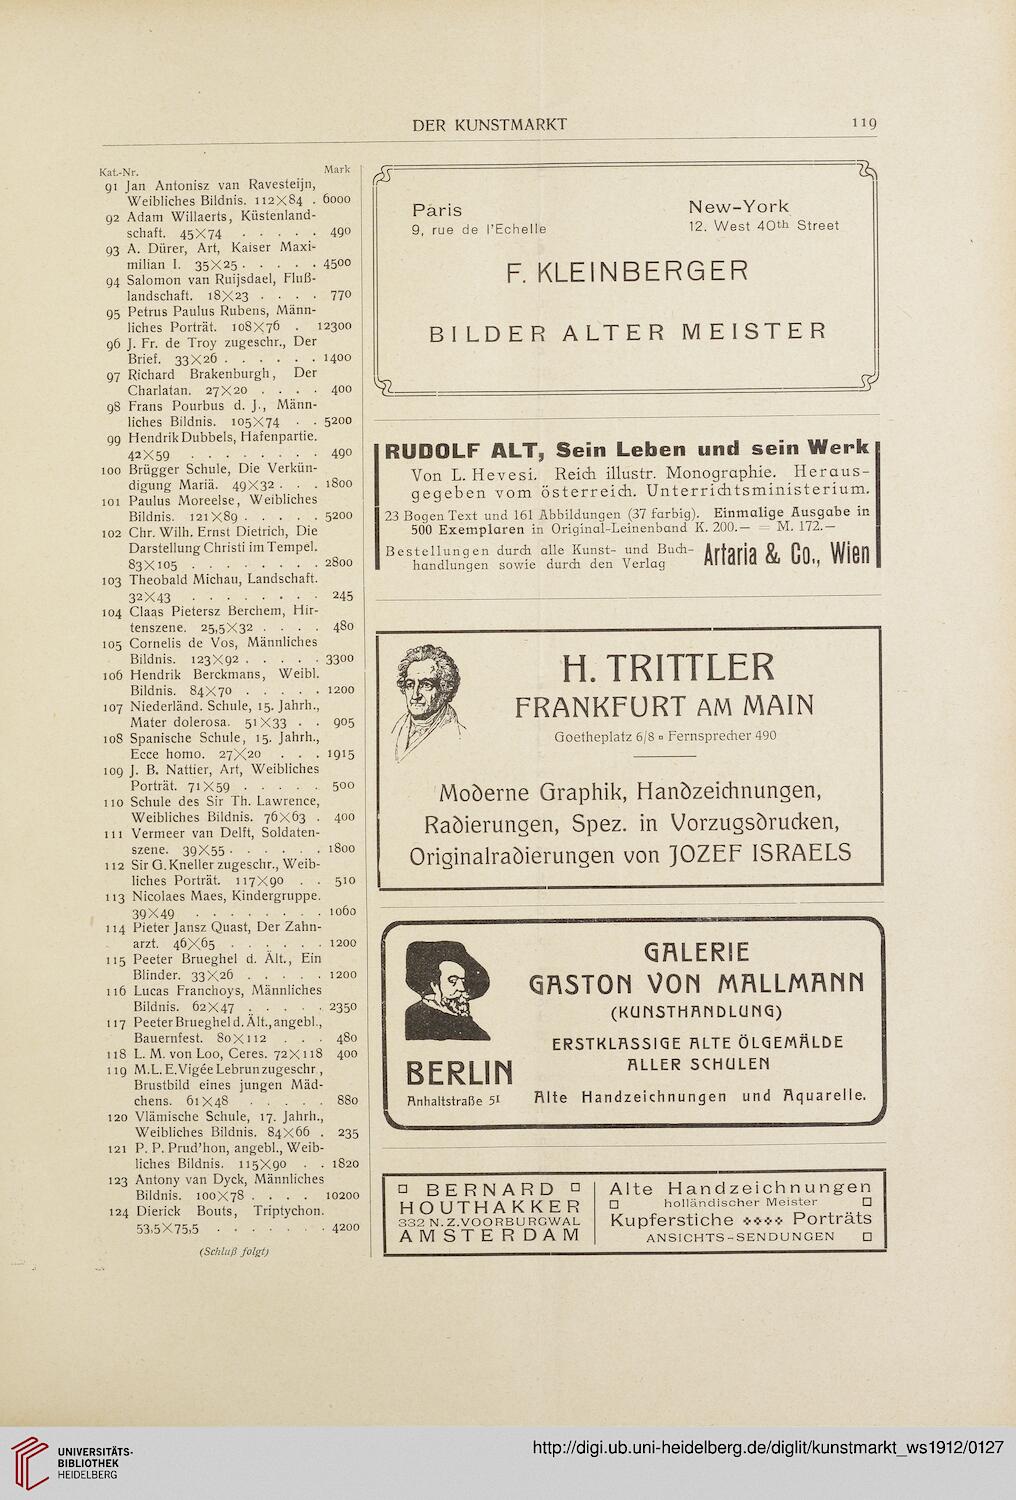 DER KUNSTMARKT
119
Kat.-Nr. Mark
91 Jan Antonisz van Ravesteijn,
Weibliches Bildnis. 112×84 . 6000
92 Adam Willaerts, Küstenland-
schaft. 45×74 . . . . . 490
93 A. Dürer, Art, Kaiser Maxi-
milian I. 35×25 . . . . . 4500
94 Salomon van Ruijsdael, Fluß-
landschaft. 18×23 . . . . 770
95 Petrus Paulus Rubens, Männ-
liches Porträt. 108×76 . 12300
96 J. Fr. de Troy zugeschr., Der
Brief. 33×26 . . . . . . 1400
97 Richard Brakenburgh, Der
Charlatan. 27×20 . . . . 400
98 Frans Pourbus d. J., Männ-
liches Bildnis. 105×74 . . 5200
99 Hendrik Dubbels, Hafenpartie.
42×59 . . . . . . . . 490
100 Brügger Schule, Die Verkün-
digung Mariä. 49×32 . . . 1800
101 Paulus Moreelse, Weibliches
Bildnis. 121×89 . . . . . 5200
102 Chr. Wilh. Ernst Dietrich, Die
Darstellung Christi im Tempel.
83×105 . . . . . . . . 2800
103 Theobald Michau, Landschaft.
32×43 . . . . . . . . 245
104 Claas Pietersz Berchem, Hir-
tenszene. 25,5×32 . . . . 480
105 Cornelis de Vos, Männliches
Bildnis. 123×92 . . . . . 3300
106 Hendrik Berckmans, Weibl.
Bildnis. 84×70 . . . . . 1200
107 Niederländ. Schule, 15. Jahrh.,
Mater dolerosa. 51×33 . . 905
108 Spanische Schule, 15. Jahrh.,
Ecce homo. 27×20 . . . 1915
109 J. B. Nattier, Art, Weibliches
Porträt. 71×59 . . . . . 500
110 Schule des Sir Th. Lawrence,
Weibliches Bildnis. 76×63 . 400
111 Vermeer van Delft, Soldaten-
szene. 39×55 . . . . . . 1800
112 Sir G. Kneller zugeschr., Weib-
liches Porträt. 117×90 . . 510
113 Nicolaes Maes, Kindergruppe.
39×49 . . . . . . . . 1060
114 Pieter Jansz Quast, Der Zahn-
arzt. 46×65 . . . . . . 1200
115 Peeter Brueghel d. Ält., Ein
Blinder. 33×26 . . . . . 1200
116 Lucas Franchoys, Männliches
Bildnis. 62×47 . . . . . 2350
117 Peeter Brueghel d. Ält., angebl.,
Bauernfest. 80×112 . . . 480
118 L. M. von Loo, Ceres. 72×118 400
119 M. L. E. Vigée Lebrun zugeschr,
Brustbild eines jungen Mäd-
chens. 61×48 . . . . . 880
120 Vlämische Schule, 17. Jahrh.,
Weibliches Bildnis. 84×66 . 235
121 P. P. Prud'hon, angebl., Weib-
liches Bildnis. 115×90 . . 1820
123 Antony van Dyck, Männliches
Bildnis. 100×78 . . . . 10200
124 Dierick Bouts, Triptychon.
53,5×75,5 . . . . . . . 4200
(Schluß folgt)
Paris New-York
9, rue de l'Echelle 12. West 40th Street
F. KLEINBERGER
BILDER ALTER MEISTER
RUDOLF ALT, Sein Leben und sein Werk
Von L. Hevesi. Reich illustr. Monographie. Heraus-
gegeben vom österreich. Unterrichtsministerium.
23 Bogen Text und 161 Abbildungen (37 farbig). Einmalige Ausgabe in
500 Exemplaren in Original-Leinenband K. 200.— = M. 172.—
Bestellungen durch alle Kunst- und Buch-
handlungen sowie durch den Verlag
Artaria & Co., Wien
H. TRITTLER
FRANKFURT AM MAIN
Goetheplatz 6/8 ▫ Fernsprecher 490
Moderne Graphik, Handzeichnungen,
Radierungen, Spez. in Vorzugsdrucken,
Originalradierungen von JOZEF ISRAELS
GALERIE
GASTON VON MALLMANN
(KUNSTHANDLUNG)
ERSTKLASSIGE ALTE ÖLGEMÄLDE
ALLER SCHULEN
BERLIN
Anhaltstraße 51 Alte Handzeichnungen und Aquarelle.
□ BERNARD □
HOUTHAKKER
332 N.Z.VOORBURGWAL
AMSTERDAM
Alte Handzeichnungen
□ holländischer Meister □
Kupferstiche ❖❖❖❖ Porträts
ANSICHTS-SENDUNGEN □
UNIVERSITÄTS-
BIBLIOTHEK
HEIDELBERG
http://digi.ub.uni-heidelberg.de/diglit/kunstmarkt_ws1912/0127